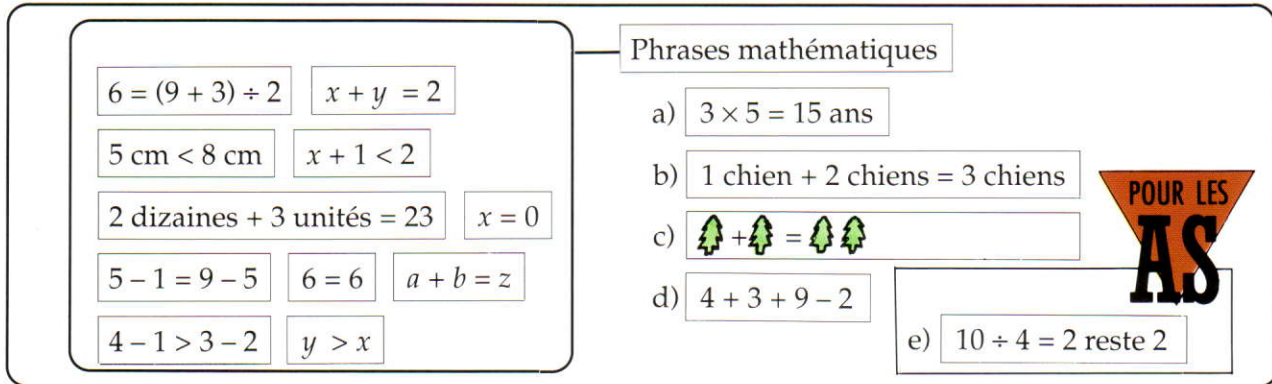 Phrases mathématiques
6 = (9 + 3) ÷ 2 x + y = 2
5 cm < 8 cm x + 1 < 2
2 dizaines + 3 unités = 23 x = 0
5 – 1 = 9 – 5 6 = 6 a + b = z
4 – 1 > 3 – 2 y > x
a) 3 × 5 = 15 ans
b) 1 chien + 2 chiens = 3 chiens
c) + =
d) 4 + 3 + 9 – 2
POUR LES
AS
e) 10 ÷ 4 = 2 reste 2